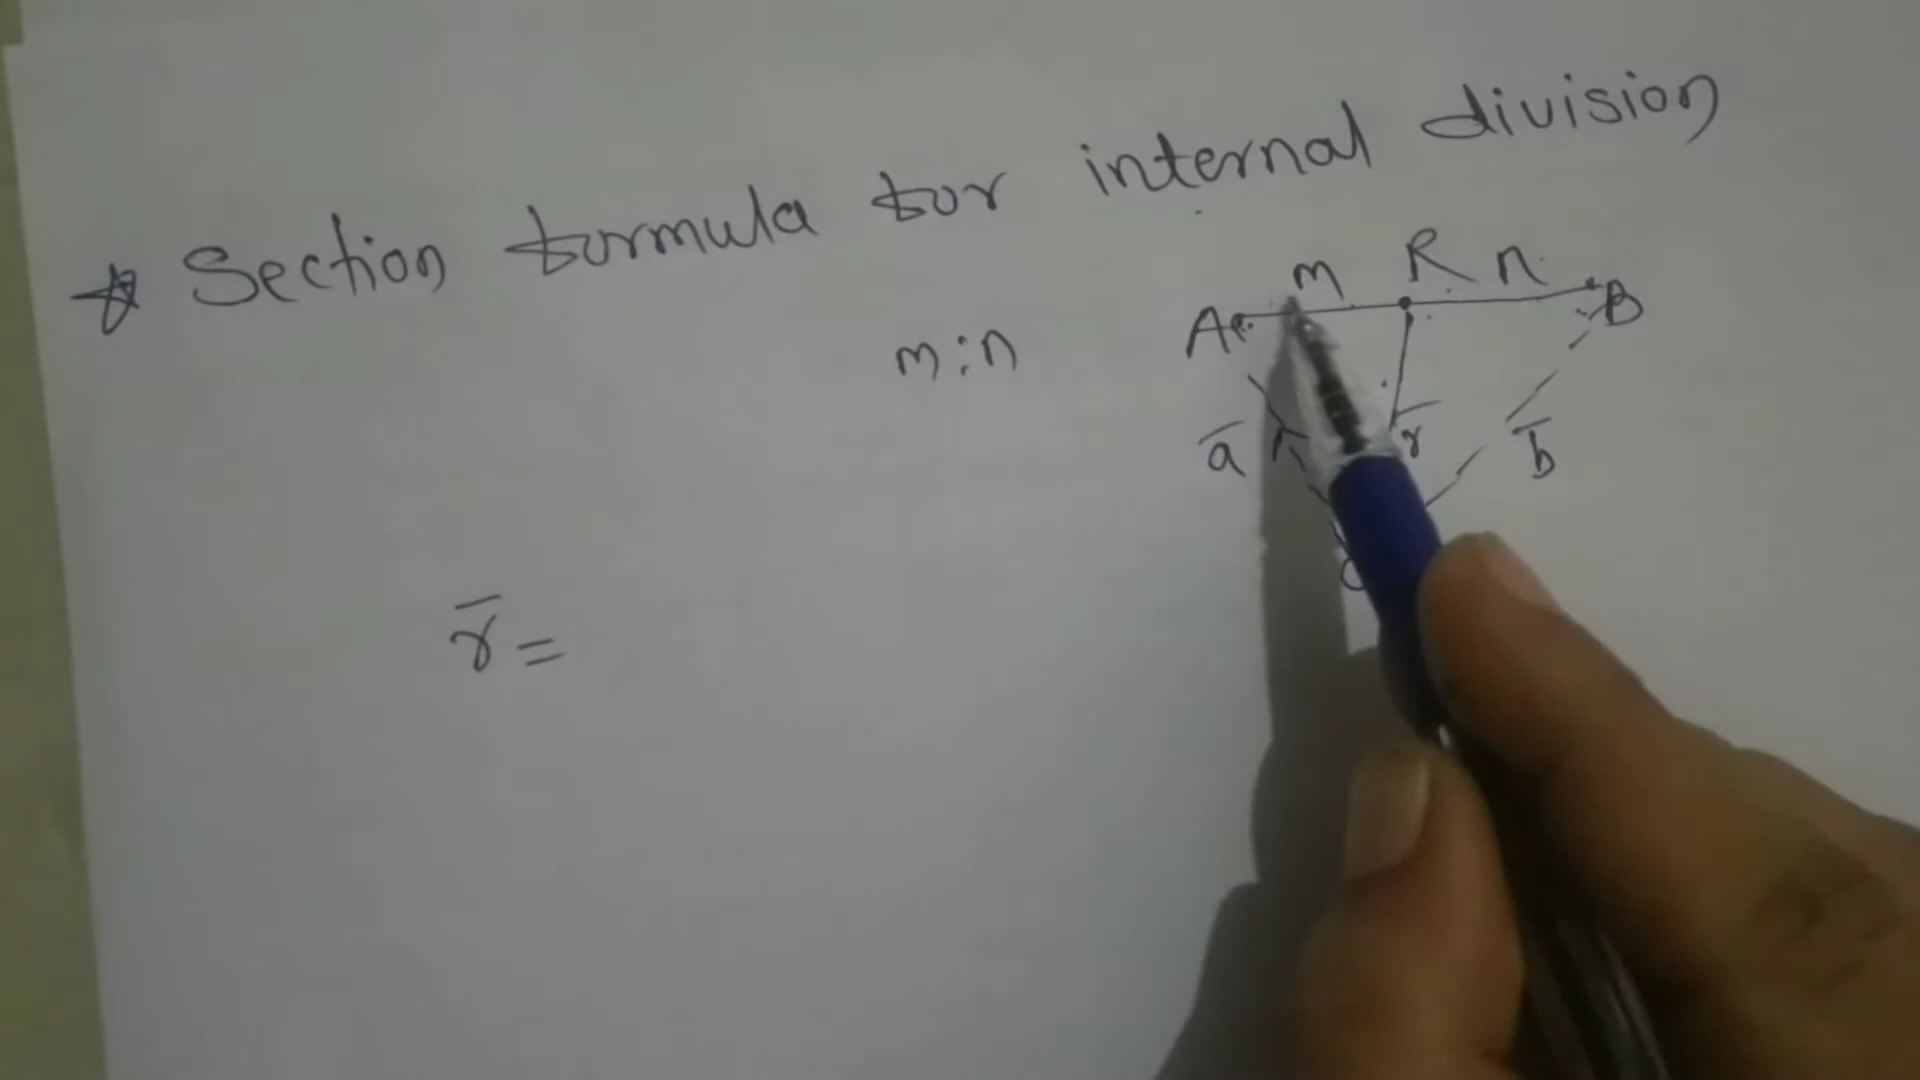 ☆ Section formula for internal division
m R n
A B
m:n
a̅ r̅ b̅
r̅ =